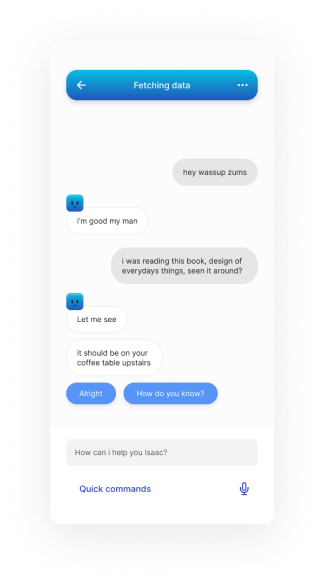 Fetching data
hey wassup zums
i'm good my man
i was reading this book, design of
everydays things, seen it around?
Let me see
it should be on your
coffee table upstairs
Alright
How do you know?
How can i help you Isaac?
Quick commands